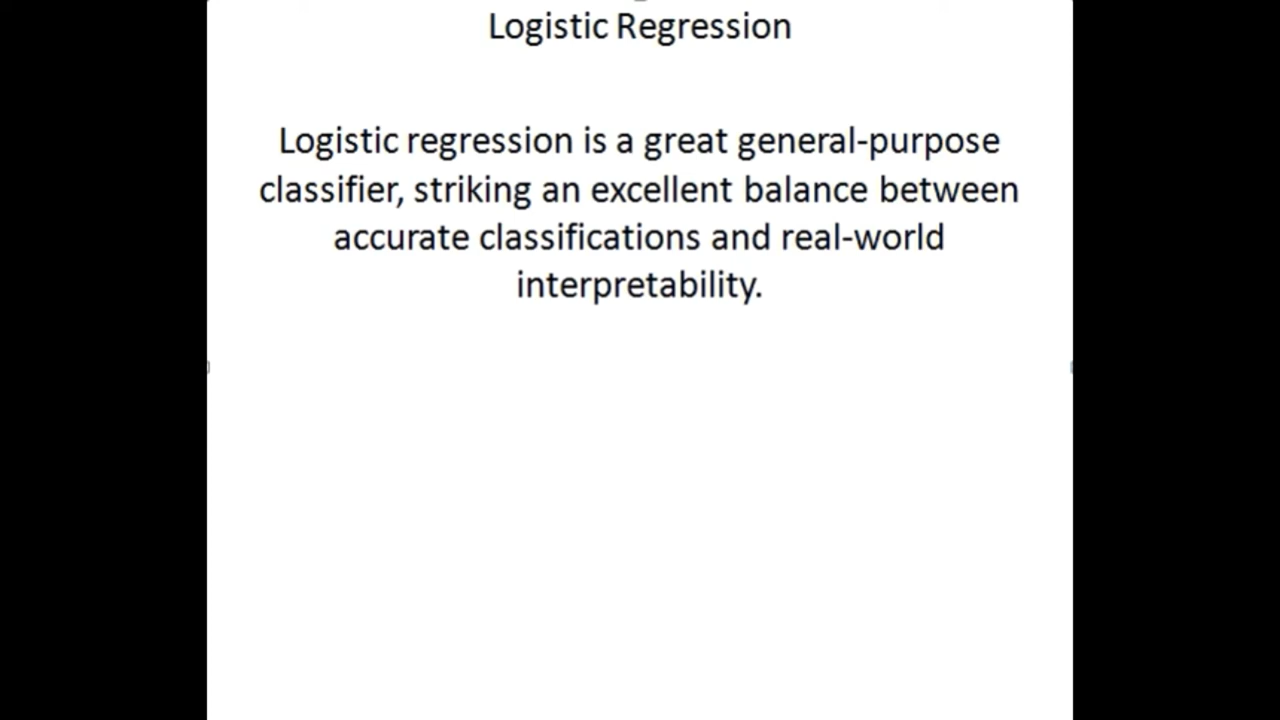 Logistic Regression
Logistic regression is a great general-purpose
classifier, striking an excellent balance between
accurate classifications and real-world
interpretability.